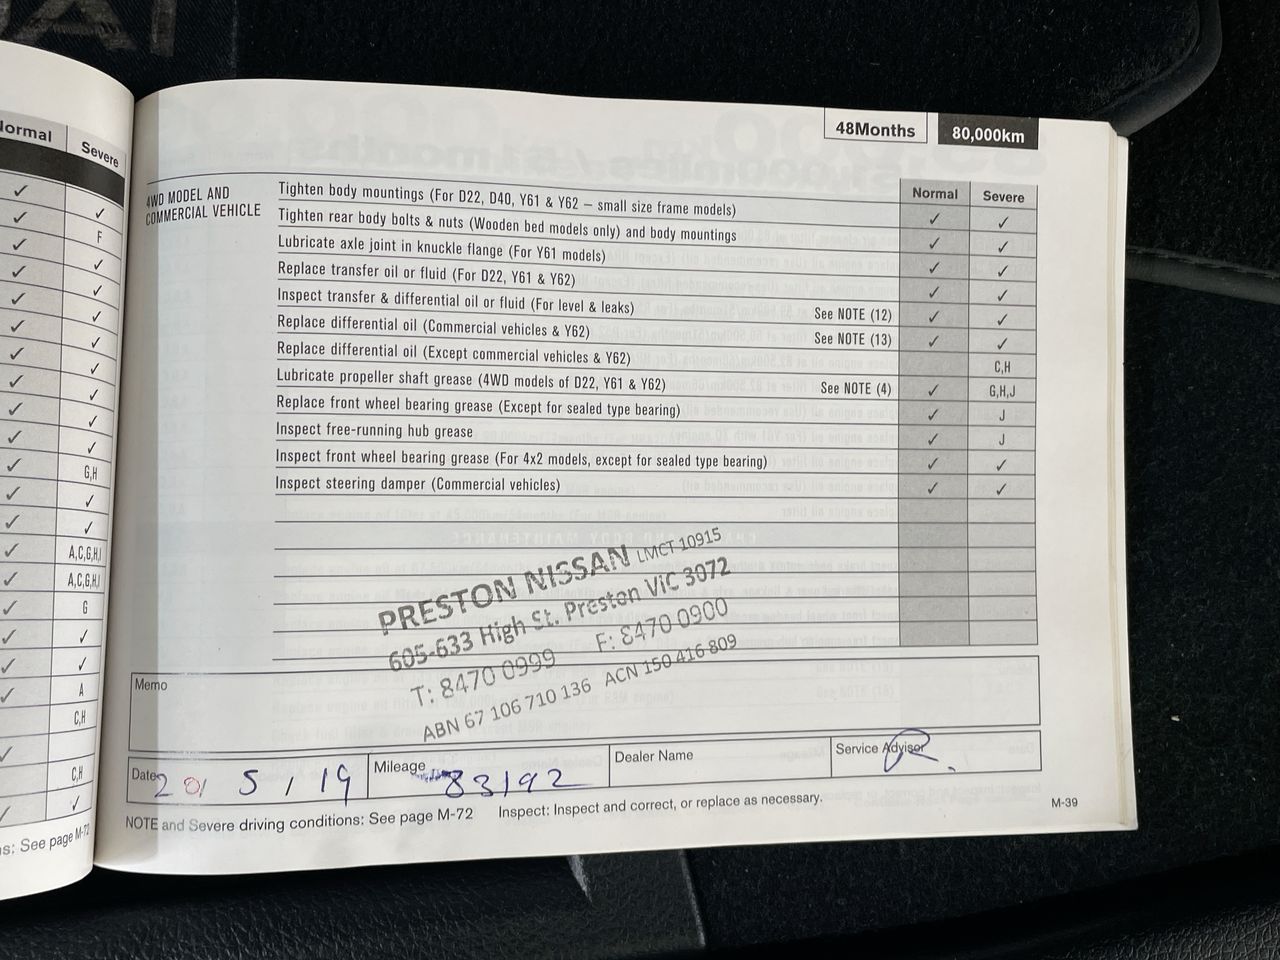 48Months 80,000km
Normal Severe
4WD MODEL AND
COMMERCIAL VEHICLE
Tighten body mountings (For D22, D40, Y61 & Y62 – small size frame models) ✓ ✓
Tighten rear body bolts & nuts (Wooden bed models only) and body mountings ✓ ✓
Lubricate axle joint in knuckle flange (For Y61 models) ✓ ✓
Replace transfer oil or fluid (For D22, Y61 & Y62) ✓ ✓
Inspect transfer & differential oil or fluid (For level & leaks) See NOTE (12) ✓ ✓
Replace differential oil (Commercial vehicles & Y62) See NOTE (13) ✓ ✓
Replace differential oil (Except commercial vehicles & Y62) C,H
Lubricate propeller shaft grease (4WD models of D22, Y61 & Y62) See NOTE (4) ✓ G,H,J
Replace front wheel bearing grease (Except for sealed type bearing) ✓ J
Inspect free-running hub grease ✓ J
Inspect front wheel bearing grease (For 4x2 models, except for sealed type bearing) ✓ ✓
Inspect steering damper (Commercial vehicles) ✓ ✓
PRESTON NISSAN LMCT 10915
605-633 High St. Preston ViC 3072
T: 8470 0999 F: 8470 0900
ABN 67 106 710 136 ACN 150 416 809
Memo
Date 20/ 5 / 19 Mileage 83192 Dealer Name Service Advisor
NOTE and Severe driving conditions: See page M-72 Inspect: Inspect and correct, or replace as necessary.
M-39
Normal Severe
✓ ✓
✓ F
✓ ✓
✓ ✓
✓ ✓
✓ ✓
✓ ✓
✓ ✓
✓ ✓
✓ ✓
✓ G,H
✓ ✓
✓ ✓
✓ A,C,G,H,I
✓ A,C,G,H,I
✓ G
✓ ✓
✓ ✓
✓ A
C,H
✓
✓ C,H
✓ ✓
See page M-72